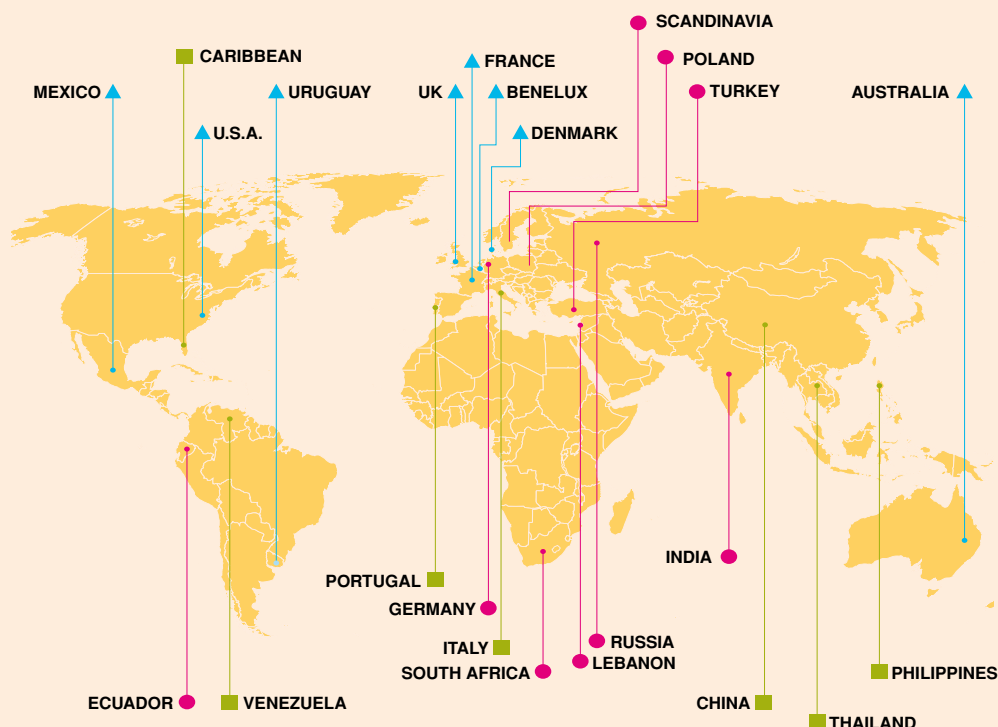 SCANDINAVIA
CARIBBEAN
FRANCE
POLAND
MEXICO
URUGUAY
UK
BENELUX
TURKEY
AUSTRALIA
U.S.A.
DENMARK
INDIA
PORTUGAL
GERMANY
RUSSIA
ITALY
LEBANON
SOUTH AFRICA
PHILIPPINES
ECUADOR
VENEZUELA
CHINA
THAILAND